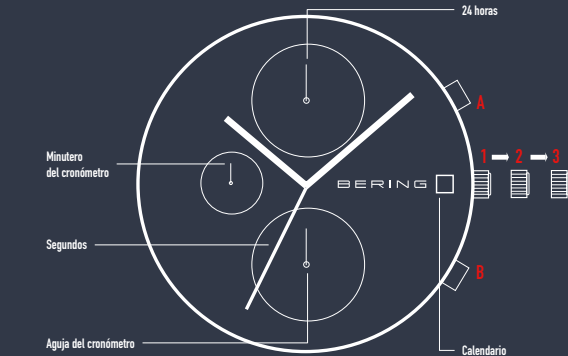 24 horas
A
1 2 3
Minutero
del cronómetro
BERING
Segundos
B
Aguja del cronómetro
Calendario